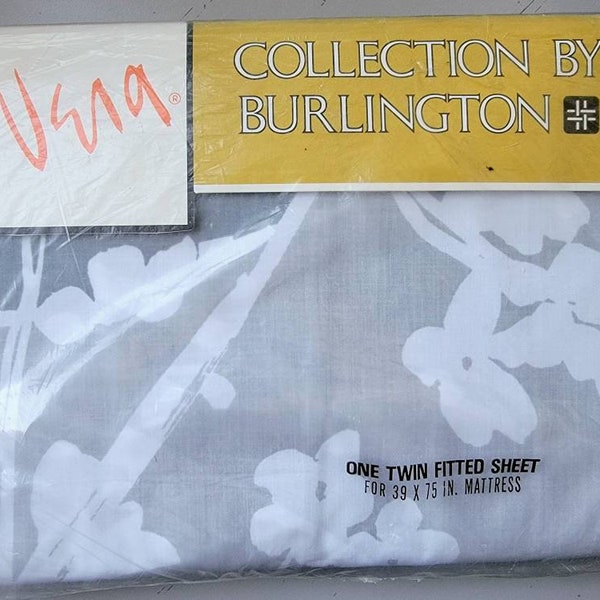 Vera®
COLLECTION BY
BURLINGTON
ONE TWIN FITTED SHEET
FOR 39 X 75 IN. MATTRESS